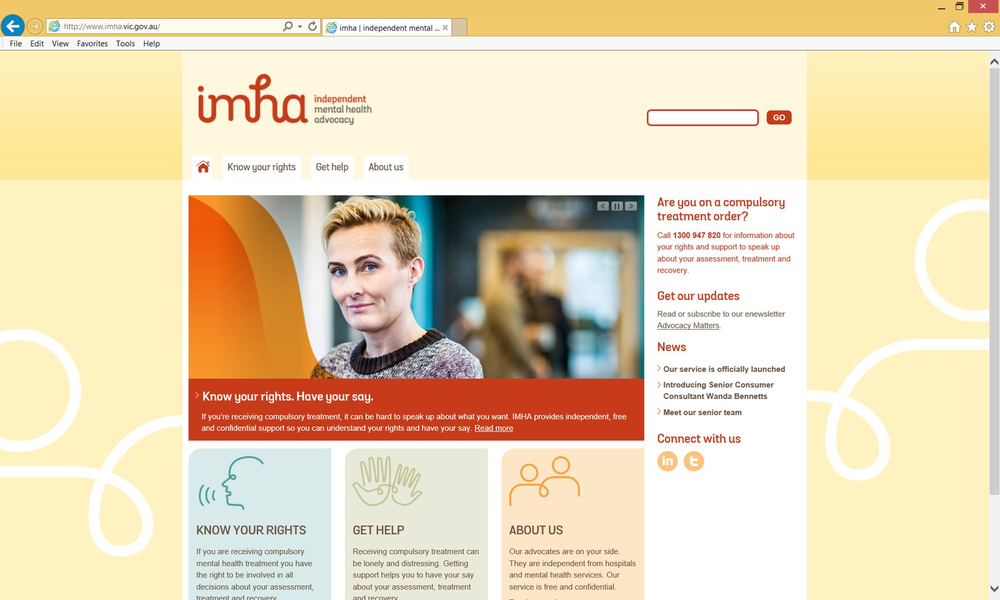 http://www.imha.vic.gov.au/
imha | independent mental ...
File Edit View Favorites Tools Help
imha
independent
mental health
advocacy
GO
Know your rights
Get help
About us
Know your rights. Have your say.
If you’re receiving compulsory treatment, it can be hard to speak up about what you want. IMHA provides independent, free
and confidential support so you can understand your rights and have your say. Read more
Are you on a compulsory
treatment order?
Call 1300 947 820 for information about
your rights and support to speak up
about your assessment, treatment and
recovery.
Get our updates
Read or subscribe to our enewsletter
Advocacy Matters.
News
Our service is officially launched
Introducing Senior Consumer
Consultant Wanda Bennetts
Meet our senior team
Connect with us
in
t
KNOW YOUR RIGHTS
If you are receiving compulsory
mental health treatment you have
the right to be involved in all
decisions about your assessment,
treatment and recovery
GET HELP
Receiving compulsory treatment can
be lonely and distressing. Getting
support helps you to have your say
about your assessment, treatment
and recovery
ABOUT US
Our advocates are on your side.
They are independent from hospitals
and mental health services. Our
service is free and confidential.